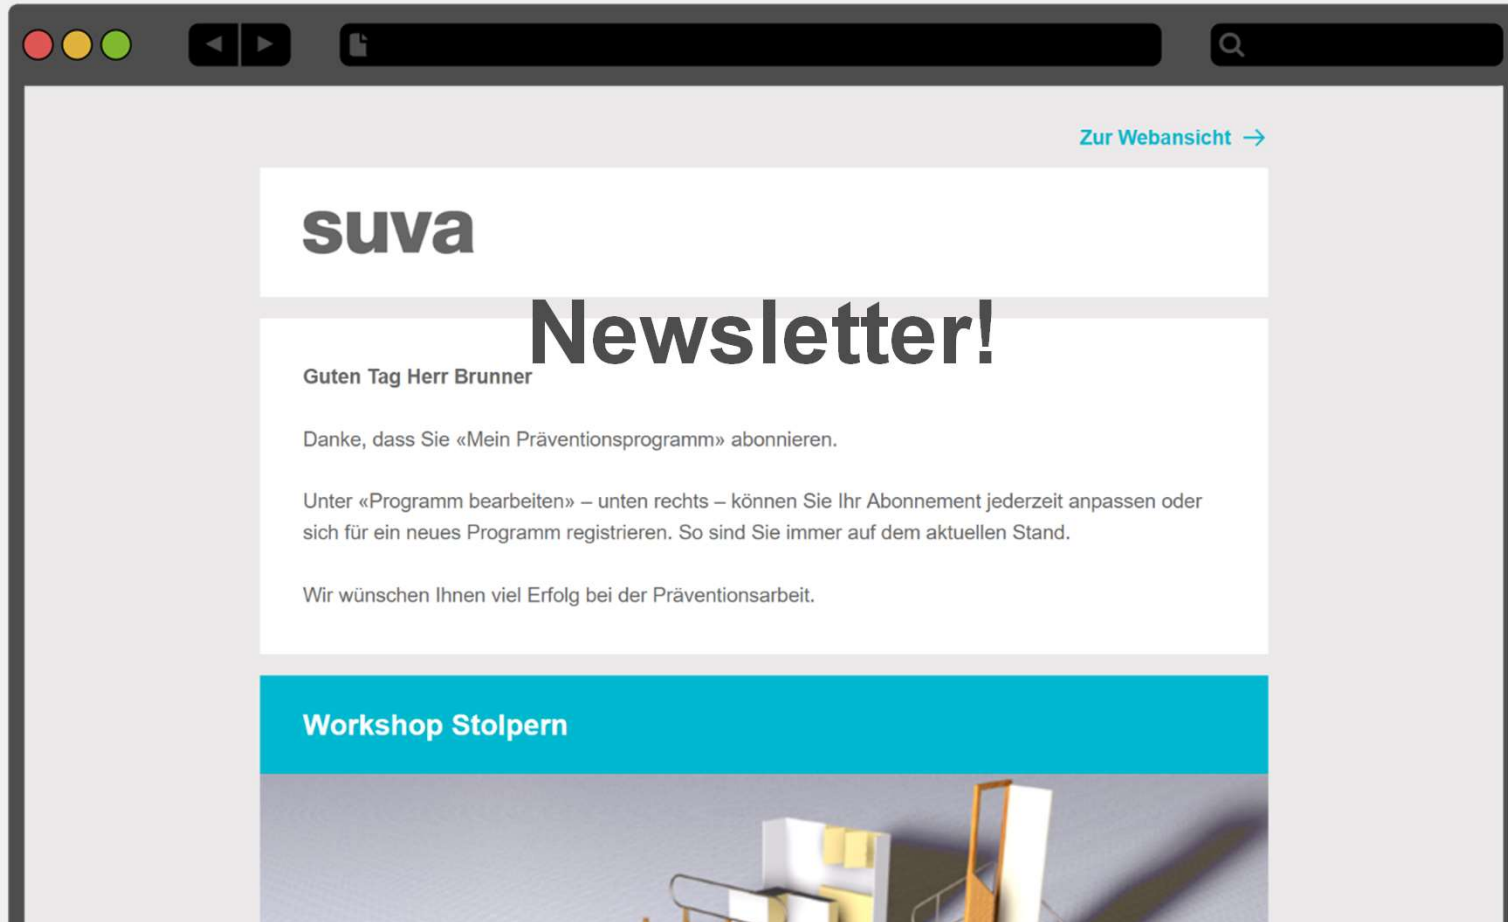 Zur Webansicht →
suva
Newsletter!
Guten Tag Herr Brunner
Danke, dass Sie «Mein Präventionsprogramm» abonnieren.
Unter «Programm bearbeiten» – unten rechts – können Sie Ihr Abonnement jederzeit anpassen oder
sich für ein neues Programm registrieren. So sind Sie immer auf dem aktuellen Stand.
Wir wünschen Ihnen viel Erfolg bei der Präventionsarbeit.
Workshop Stolpern